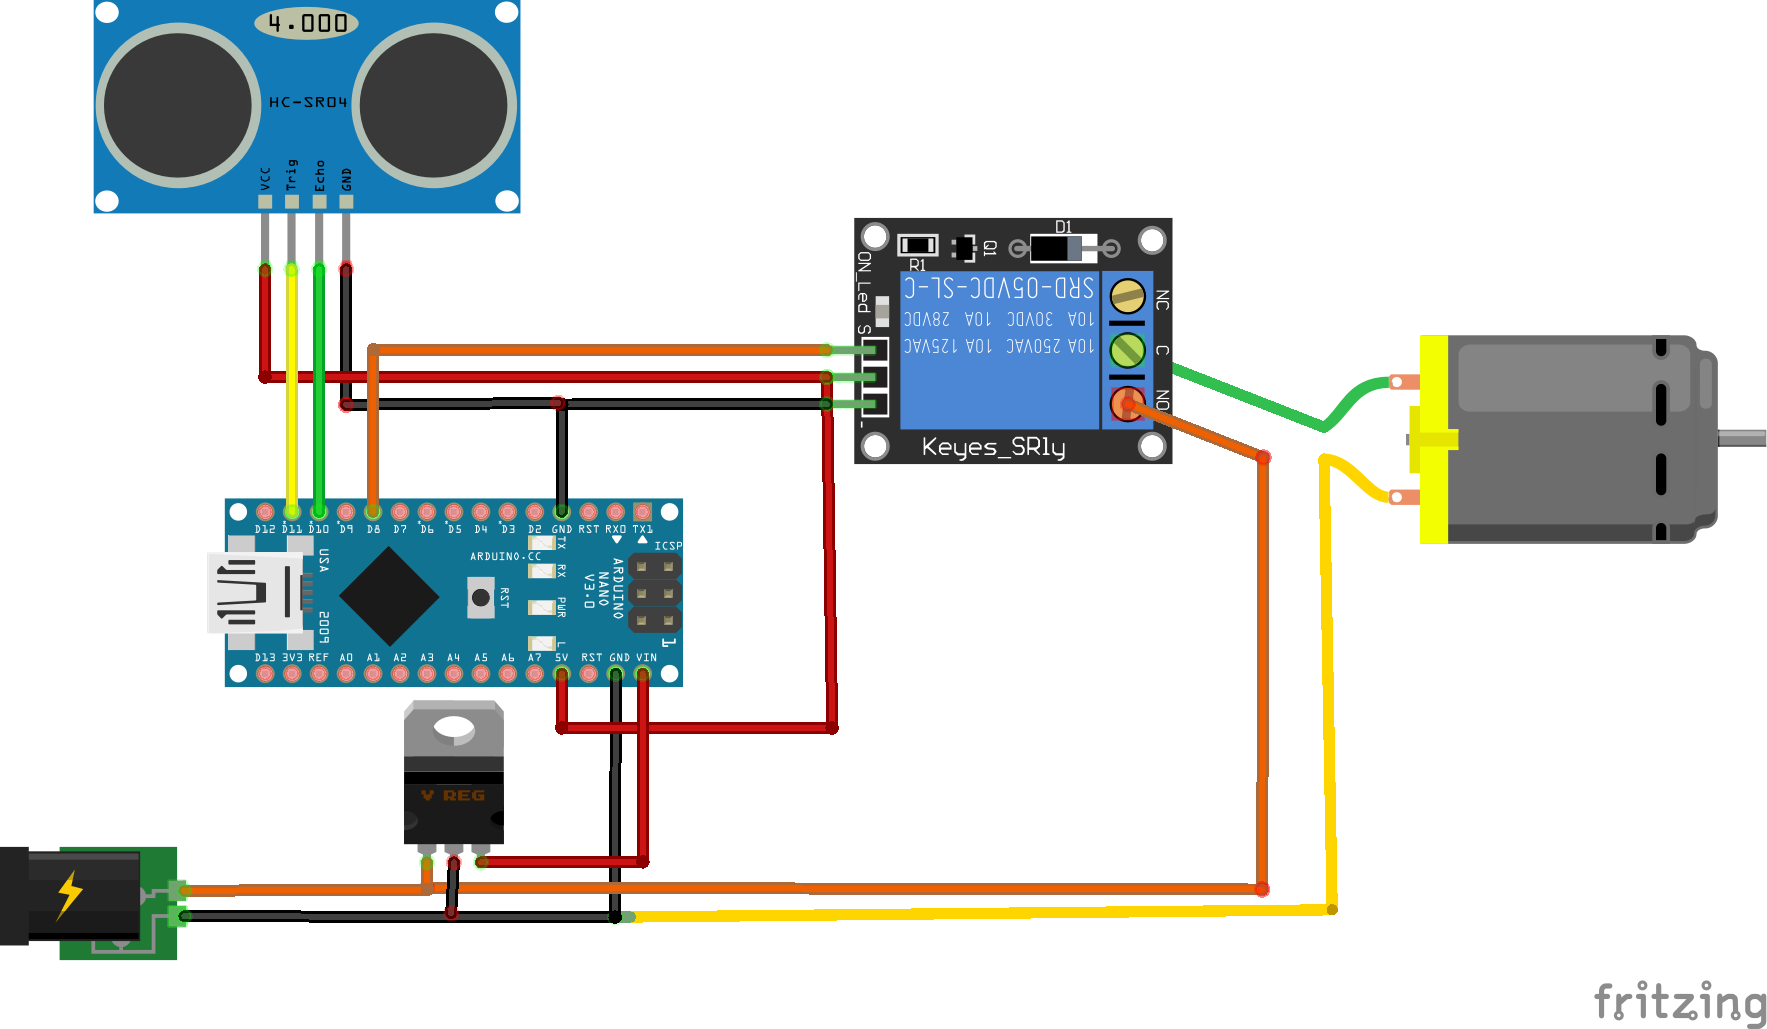 4.000
HC-SR04
VCC Trig Echo GND
D1
R1 Q1
ON_Led
SRD-05VDC-SL-C
10A 30VDC 10A 28VDC
10A 250VAC 10A 125VAC
S
-
NC
C
NO
Keyes_SRly
D12 D11 D10 D9 D8 D7 D6 D5 D4 D3 D2 GND RST RX0 TX1
ICSP
ARDUINO.CC
TX
RX
PWR
L
RST
ARDUINO
NANO
V3.0
USA
2009
1
D13 3V3 REF A0 A1 A2 A3 A4 A5 A6 A7 5V RST GND VIN
V REG
fritzing